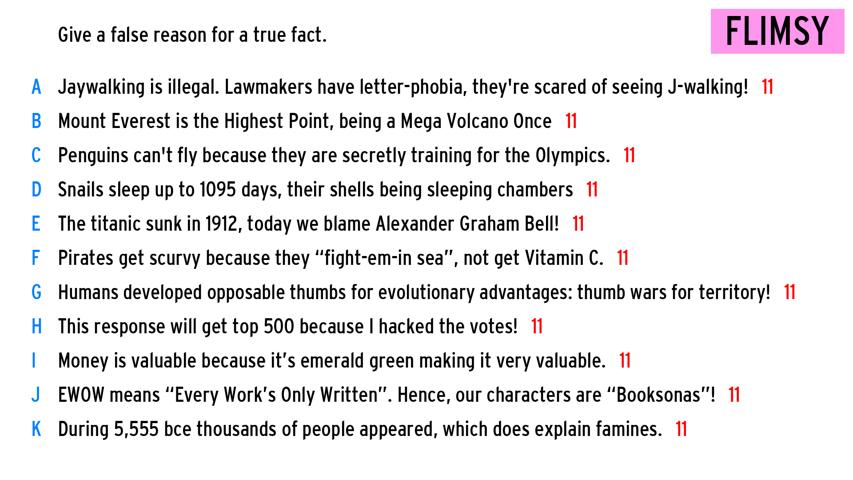 Give a false reason for a true fact.
FLIMSY
A Jaywalking is illegal. Lawmakers have letter-phobia, they're scared of seeing J-walking! 11
B Mount Everest is the Highest Point, being a Mega Volcano Once 11
C Penguins can't fly because they are secretly training for the Olympics. 11
D Snails sleep up to 1095 days, their shells being sleeping chambers 11
E The titanic sunk in 1912, today we blame Alexander Graham Bell! 11
F Pirates get scurvy because they “fight-em-in sea”, not get Vitamin C. 11
G Humans developed opposable thumbs for evolutionary advantages: thumb wars for territory! 11
H This response will get top 500 because I hacked the votes! 11
I Money is valuable because it’s emerald green making it very valuable. 11
J EWOW means “Every Work’s Only Written”. Hence, our characters are “Booksonas”! 11
K During 5,555 bce thousands of people appeared, which does explain famines. 11